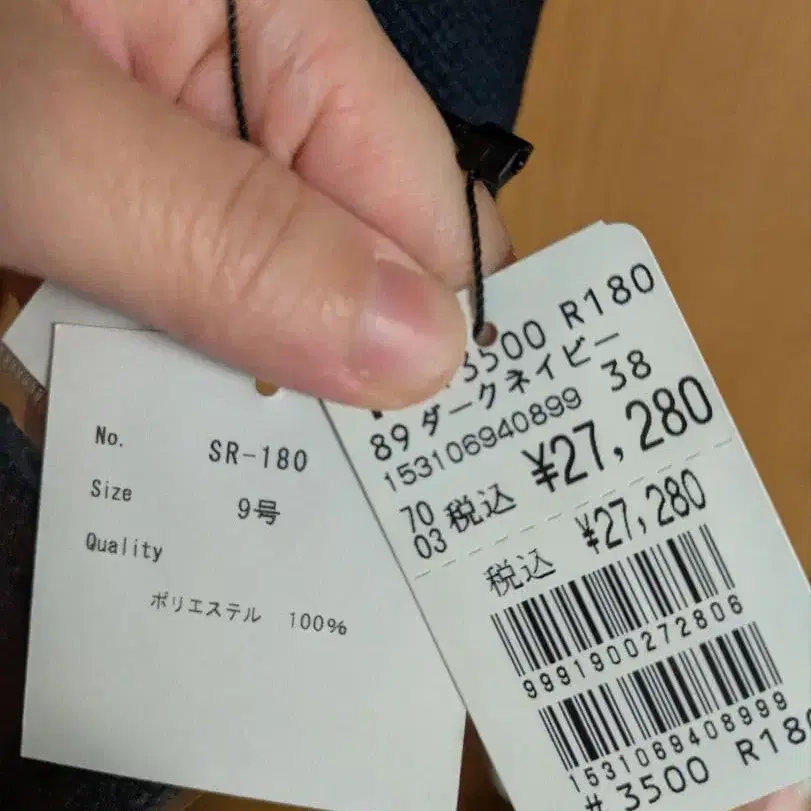 No. SR-180
Size 9号
Quality
ポリエステル 100%
3500 R180
89 ダークネイビー
153106940899 38
¥27,280
70
03 税込
¥27,280
税込
9991900272806
1531069408999
# 3500 R180